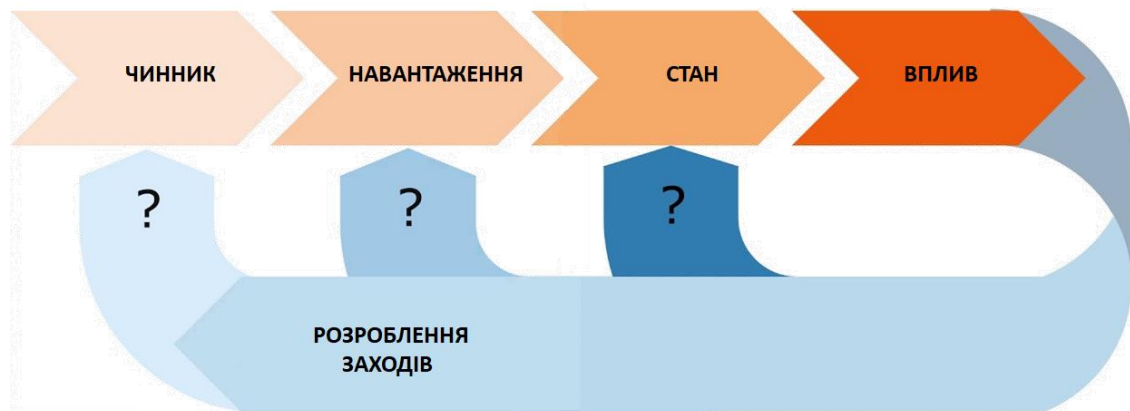 ЧИННИК
НАВАНТАЖЕННЯ
СТАН
ВПЛИВ
?
?
?
РОЗРОБЛЕННЯ
ЗАХОДІВ